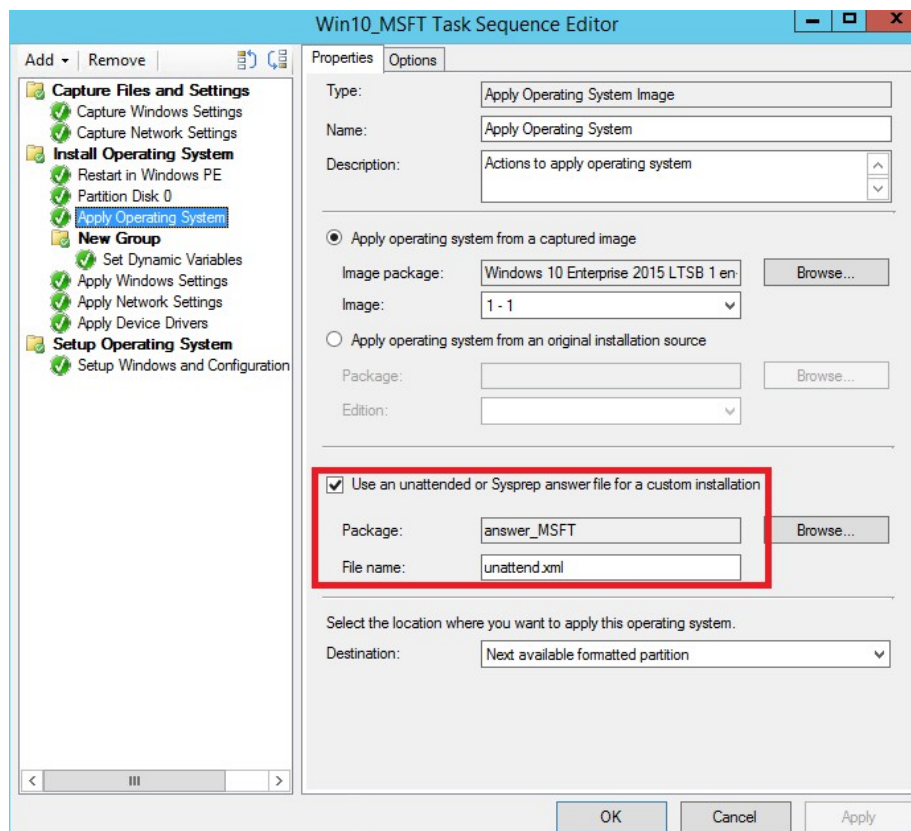 Win10_MSFT Task Sequence Editor
X
Add
Remove
Capture Files and Settings
Capture Windows Settings
Capture Network Settings
Install Operating System
Restart in Windows PE
Partition Disk 0
Apply Operating System
New Group
Set Dynamic Variables
Apply Windows Settings
Apply Network Settings
Apply Device Drivers
Setup Operating System
Setup Windows and Configuration
Properties
Options
Type:
Apply Operating System Image
Name:
Apply Operating System
Description:
Actions to apply operating system
Apply operating system from a captured image
Image package:
Windows 10 Enterprise 2015 LTSB 1 en-
Browse...
Image:
1 - 1
Apply operating system from an original installation source
Package:
Browse...
Edition:
Use an unattended or Sysprep answer file for a custom installation
Package:
answer_MSFT
Browse...
File name:
unattend.xml
Select the location where you want to apply this operating system.
Destination:
Next available formatted partition
OK
Cancel
Apply